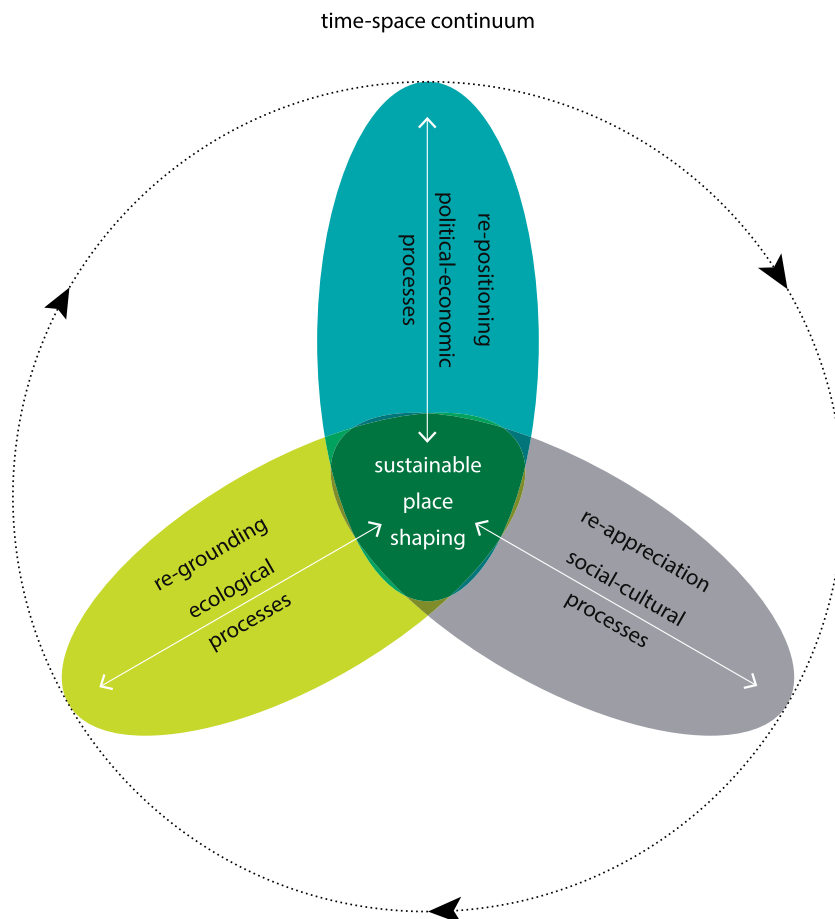 time-space continuum
re-positioning
political-economic
processes
sustainable
place
shaping
re-grounding
ecological
processes
re-appreciation
social-cultural
processes